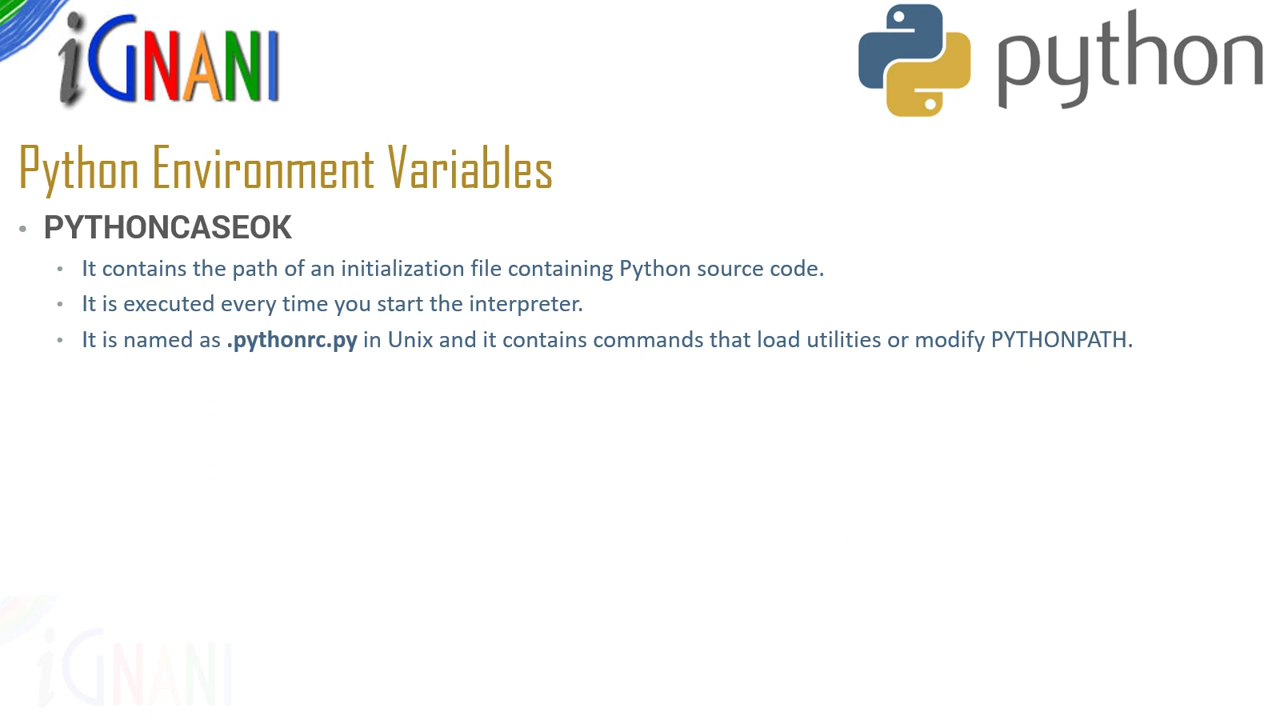 iGNANI
python
Python Environment Variables
• PYTHONCASEOK
• It contains the path of an initialization file containing Python source code.
• It is executed every time you start the interpreter.
• It is named as .pythonrc.py in Unix and it contains commands that load utilities or modify PYTHONPATH.
iGNANI